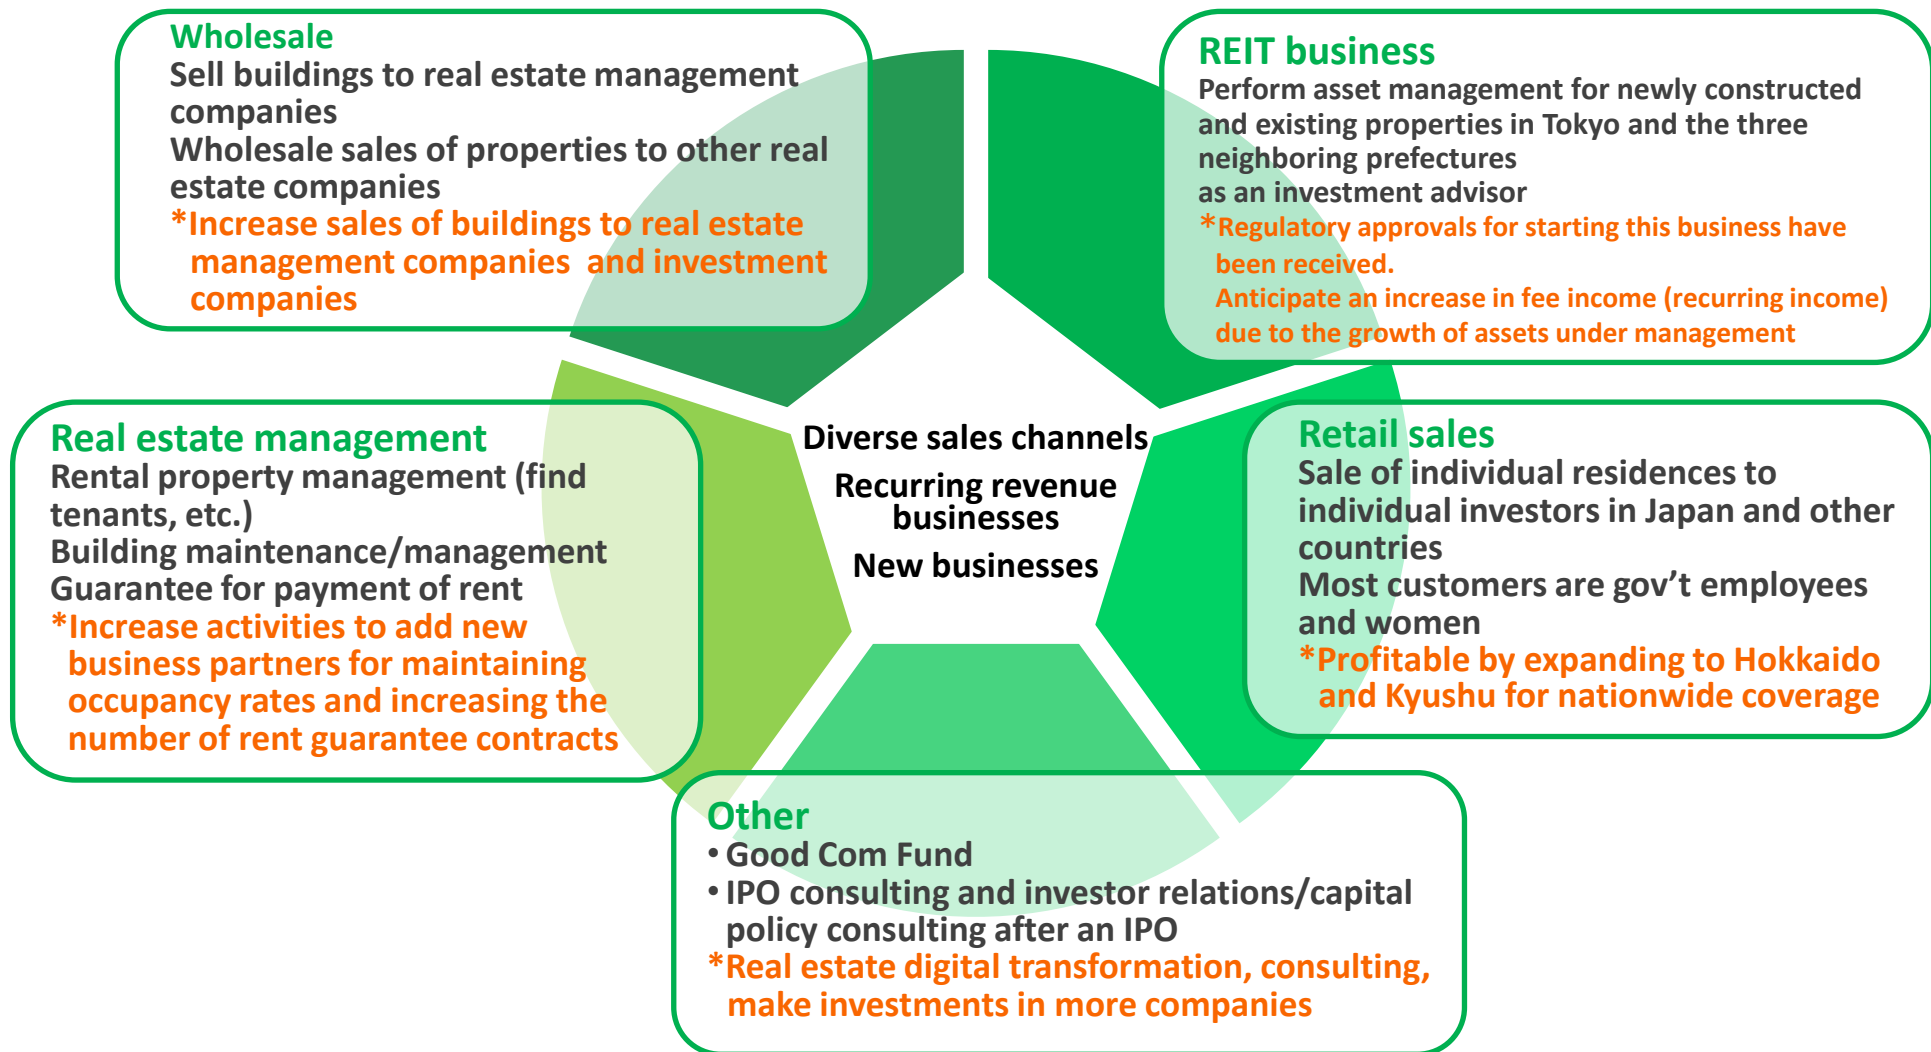 Wholesale
Sell buildings to real estate management
companies
Wholesale sales of properties to other real
estate companies
*Increase sales of buildings to real estate
management companies and investment
companies
REIT business
Perform asset management for newly constructed
and existing properties in Tokyo and the three
neighboring prefectures
as an investment advisor
*Regulatory approvals for starting this business have
been received.
Anticipate an increase in fee income (recurring income)
due to the growth of assets under management
Real estate management
Rental property management (find
tenants, etc.)
Building maintenance/management
Guarantee for payment of rent
*Increase activities to add new
business partners for maintaining
occupancy rates and increasing the
number of rent guarantee contracts
Diverse sales channels
Recurring revenue
businesses
New businesses
Retail sales
Sale of individual residences to
individual investors in Japan and other
countries
Most customers are gov’t employees
and women
*Profitable by expanding to Hokkaido
and Kyushu for nationwide coverage
Other
• Good Com Fund
• IPO consulting and investor relations/capital
policy consulting after an IPO
*Real estate digital transformation, consulting,
make investments in more companies